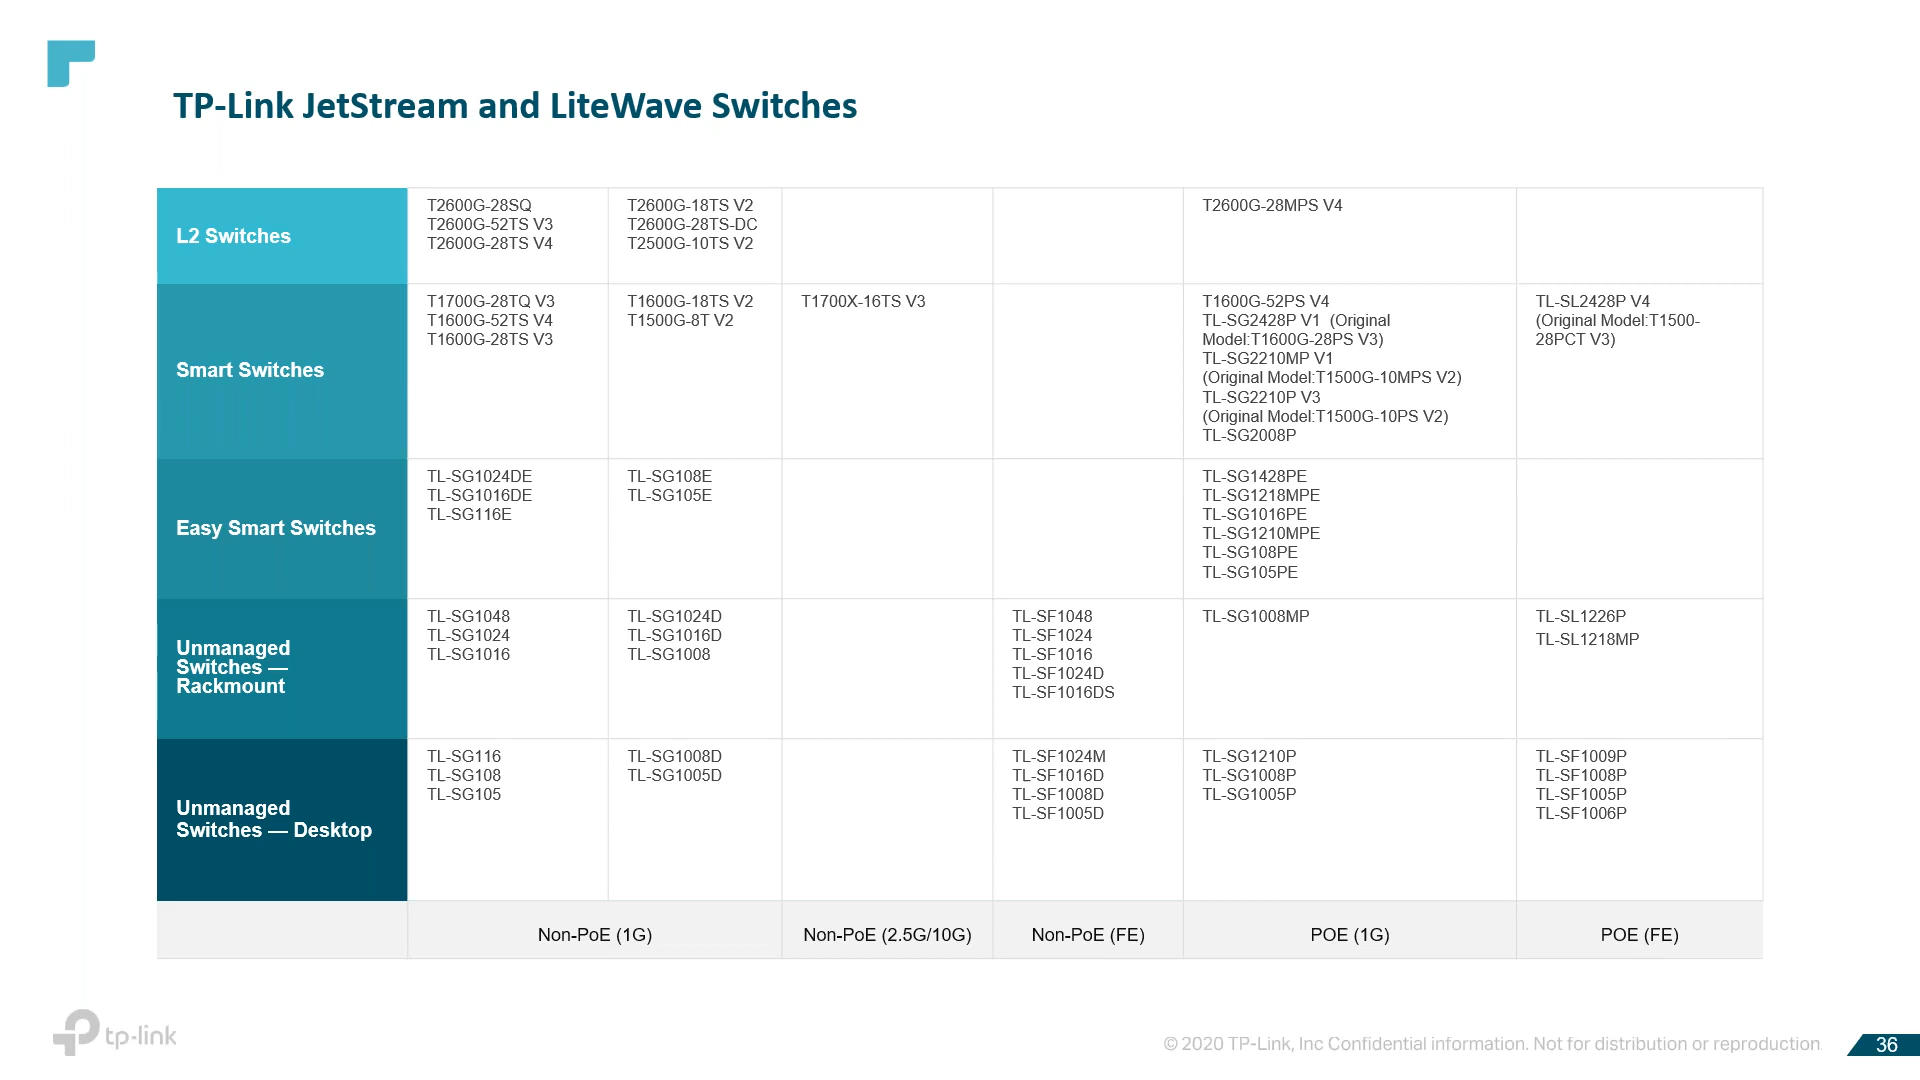 TP-Link JetStream and LiteWave Switches
L2 Switches
T2600G-28SQ
T2600G-52TS V3
T2600G-28TS V4
T2600G-18TS V2
T2600G-28TS-DC
T2500G-10TS V2
T2600G-28MPS V4
Smart Switches
T1700G-28TQ V3
T1600G-52TS V4
T1600G-28TS V3
T1600G-18TS V2
T1500G-8T V2
T1700X-16TS V3
T1600G-52PS V4
TL-SG2428P V1 (Original
Model:T1600G-28PS V3)
TL-SG2210MP V1
(Original Model:T1500G-10MPS V2)
TL-SG2210P V3
(Original Model:T1500G-10PS V2)
TL-SG2008P
TL-SL2428P V4
(Original Model:T1500-
28PCT V3)
Easy Smart Switches
TL-SG1024DE
TL-SG1016DE
TL-SG116E
TL-SG108E
TL-SG105E
TL-SG1428PE
TL-SG1218MPE
TL-SG1016PE
TL-SG1210MPE
TL-SG108PE
TL-SG105PE
Unmanaged
Switches —
Rackmount
TL-SG1048
TL-SG1024
TL-SG1016
TL-SG1024D
TL-SG1016D
TL-SG1008
TL-SF1048
TL-SF1024
TL-SF1016
TL-SF1024D
TL-SF1016DS
TL-SG1008MP
TL-SL1226P
TL-SL1218MP
Unmanaged
Switches — Desktop
TL-SG116
TL-SG108
TL-SG105
TL-SG1008D
TL-SG1005D
TL-SF1024M
TL-SF1016D
TL-SF1008D
TL-SF1005D
TL-SG1210P
TL-SG1008P
TL-SG1005P
TL-SF1009P
TL-SF1008P
TL-SF1005P
TL-SF1006P
Non-PoE (1G)
Non-PoE (2.5G/10G)
Non-PoE (FE)
POE (1G)
POE (FE)
tp-link
© 2020 TP-Link, Inc Confidential information. Not for distribution or reproduction.
36